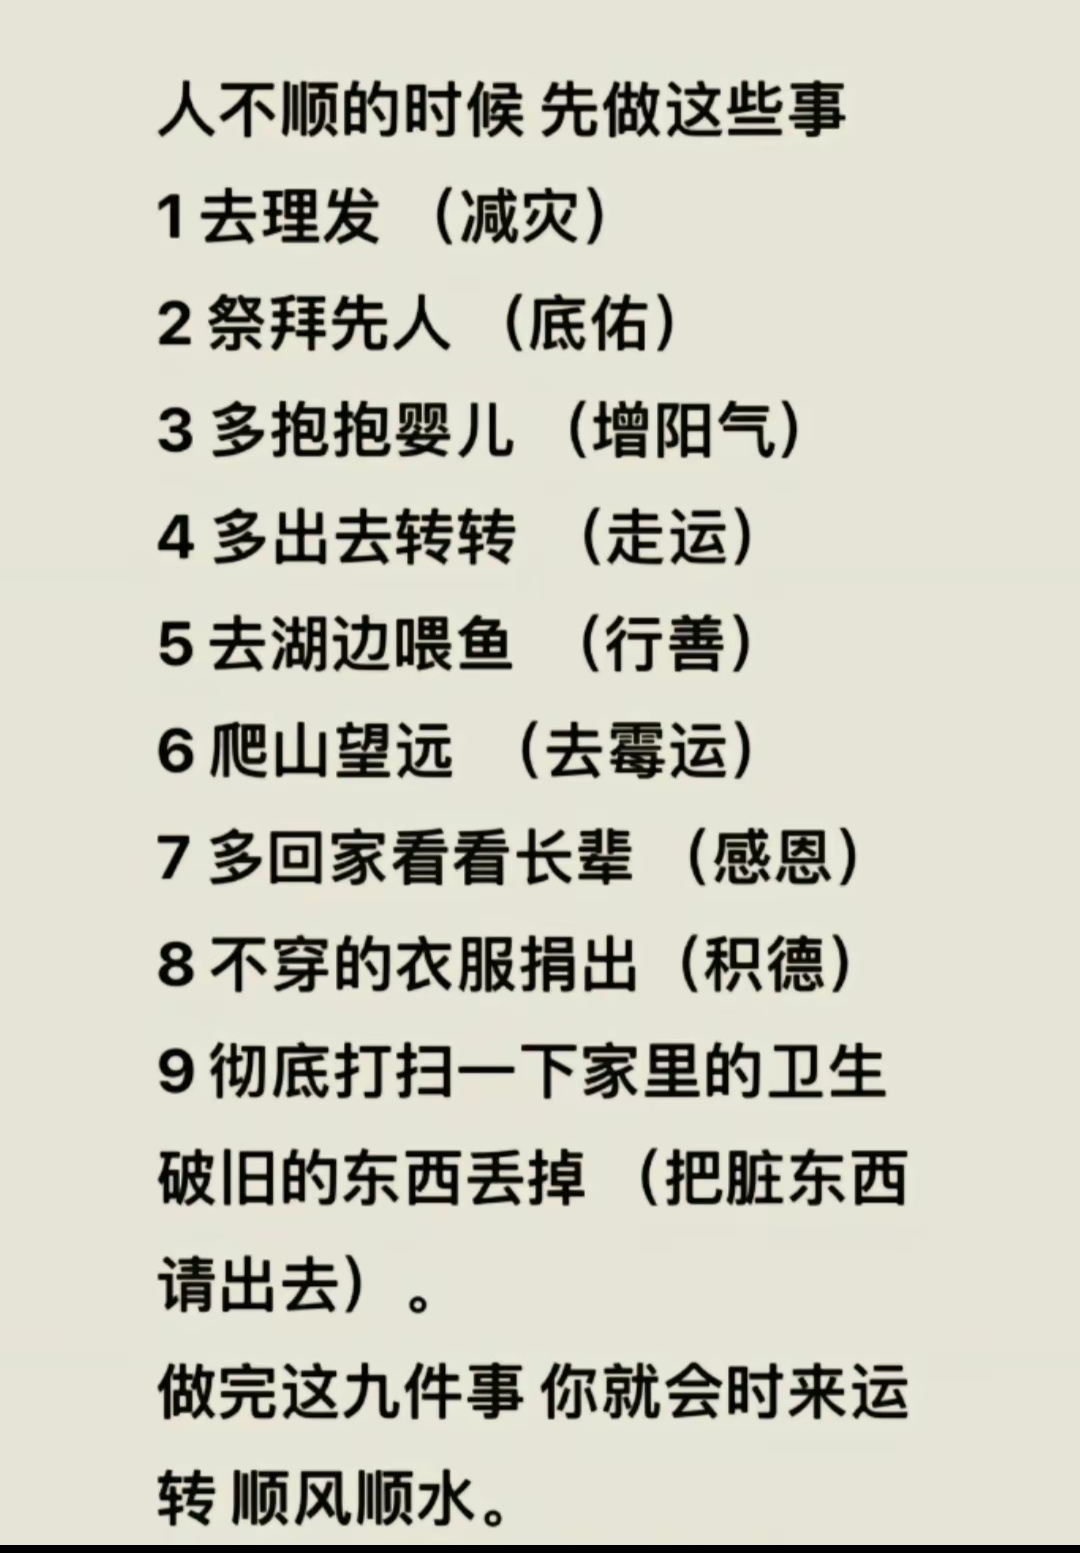 人不顺的时候 先做这些事
1 去理发 （减灾）
2 祭拜先人 （底佑）
3 多抱抱婴儿 （增阳气）
4 多出去转转 （走运）
5 去湖边喂鱼 （行善）
6 爬山望远 （去霉运）
7 多回家看看长辈 （感恩）
8 不穿的衣服捐出（积德）
9 彻底打扫一下家里的卫生
破旧的东西丢掉 （把脏东西
请出去）。
做完这九件事 你就会时来运
转 顺风顺水。